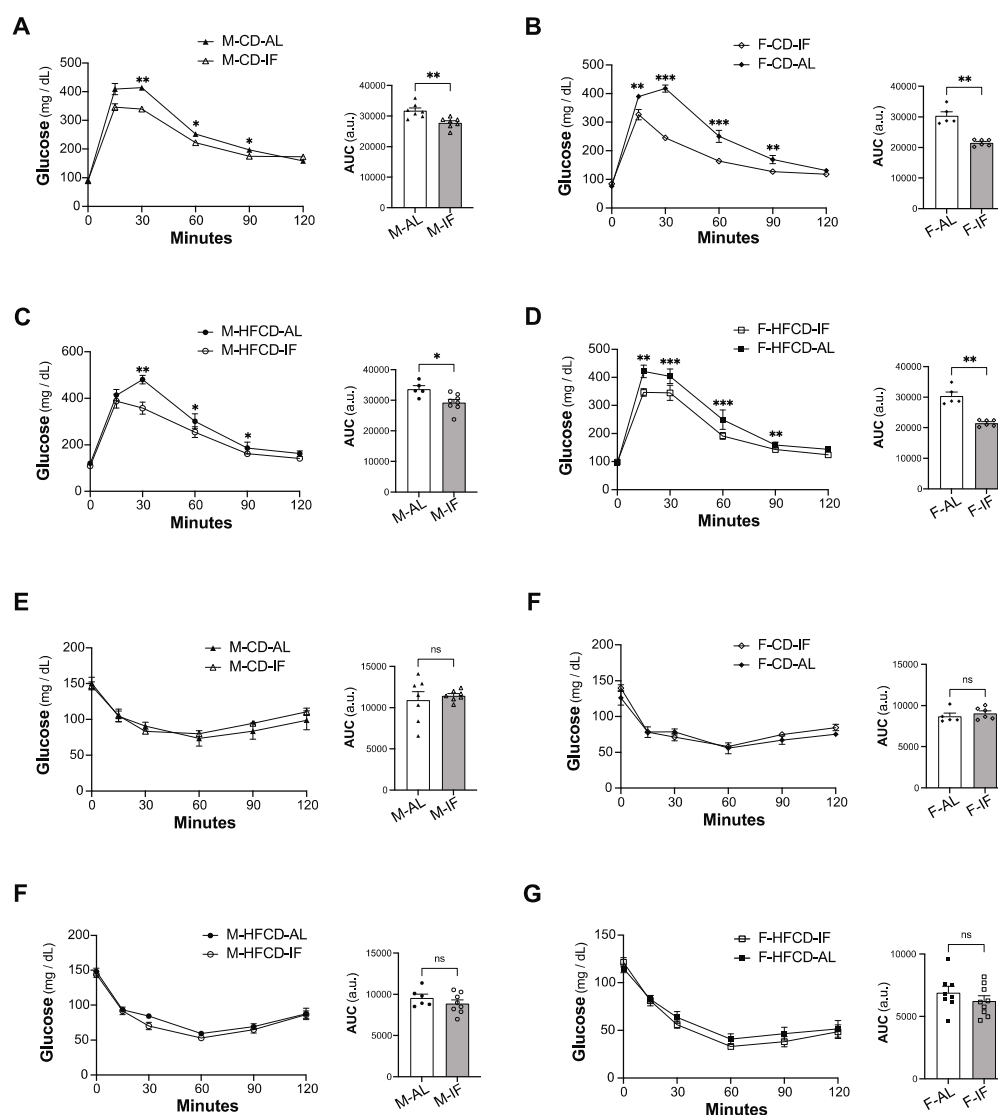 A
M-CD-AL
M-CD-IF
Glucose (mg / dL)
400
300
200
100
0
** * *
0 30 60 90 120
Minutes
**
AUC (a.u.)
40000
30000
20000
10000
0
M-AL M-IF
B
F-CD-IF
F-CD-AL
Glucose (mg / dL)
500
400
300
200
100
0
** *** *** **
0 30 60 90 120
Minutes
**
AUC (a.u.)
40000
30000
20000
10000
0
F-AL F-IF
C
M-HFCD-AL
M-HFCD-IF
Glucose (mg / dL)
600
400
200
0
** * *
0 30 60 90 120
Minutes
*
AUC (a.u.)
40000
30000
20000
10000
0
M-AL M-IF
D
F-HFCD-IF
F-HFCD-AL
Glucose (mg / dL)
500
400
300
200
100
0
** *** *** **
0 30 60 90 120
Minutes
**
AUC (a.u.)
40000
30000
20000
10000
0
F-AL F-IF
E
M-CD-AL
M-CD-IF
Glucose (mg / dL)
200
150
100
50
0
0 30 60 90 120
Minutes
ns
AUC (a.u.)
15000
10000
5000
0
M-AL M-IF
F
F-CD-IF
F-CD-AL
Glucose (mg / dL)
200
150
100
50
0
0 30 60 90 120
Minutes
ns
AUC (a.u.)
15000
10000
5000
0
F-AL F-IF
F
M-HFCD-AL
M-HFCD-IF
Glucose (mg / dL)
200
150
100
50
0
0 30 60 90 120
Minutes
ns
AUC (a.u.)
15000
10000
5000
0
M-AL M-IF
G
F-HFCD-IF
F-HFCD-AL
Glucose (mg / dL)
150
100
50
0
0 30 60 90 120
Minutes
ns
AUC (a.u.)
10000
5000
0
F-AL F-IF